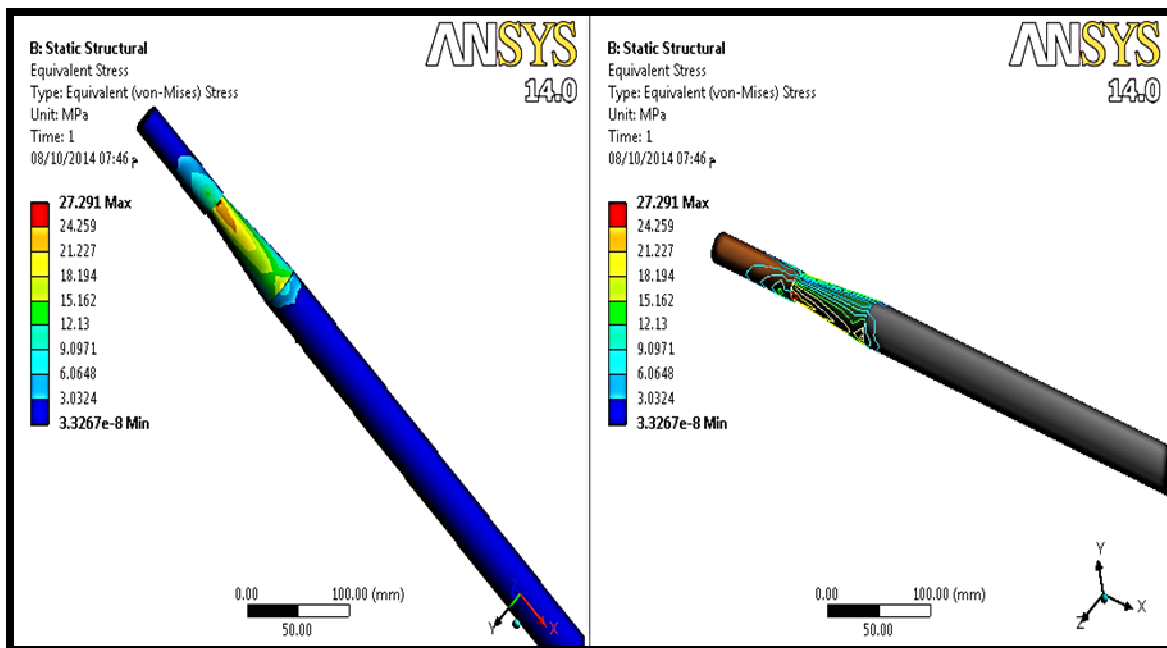 ANSYS
14.0
B: Static Structural
Equivalent Stress
Type: Equivalent (von-Mises) Stress
Unit: MPa
Time: 1
08/10/2014 07:46 م
27.291 Max
24.259
21.227
18.194
15.162
12.13
9.0971
6.0648
3.0324
3.3267e-8 Min
0.00 100.00 (mm)
50.00
Y X
ANSYS
14.0
B: Static Structural
Equivalent Stress
Type: Equivalent (von-Mises) Stress
Unit: MPa
Time: 1
08/10/2014 07:46 م
27.291 Max
24.259
21.227
18.194
15.162
12.13
9.0971
6.0648
3.0324
3.3267e-8 Min
0.00 100.00 (mm)
50.00
Y
X
Z